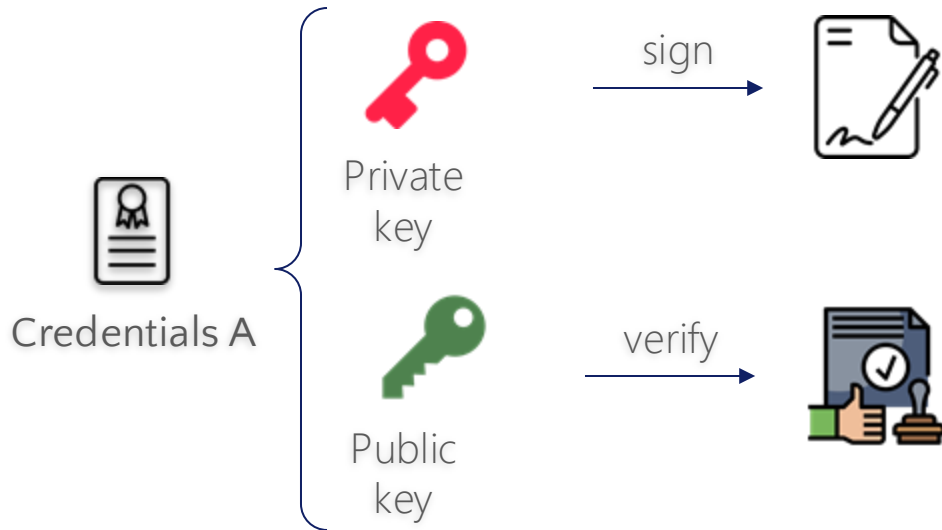 sign
Private
key
Credentials A
verify
Public
key